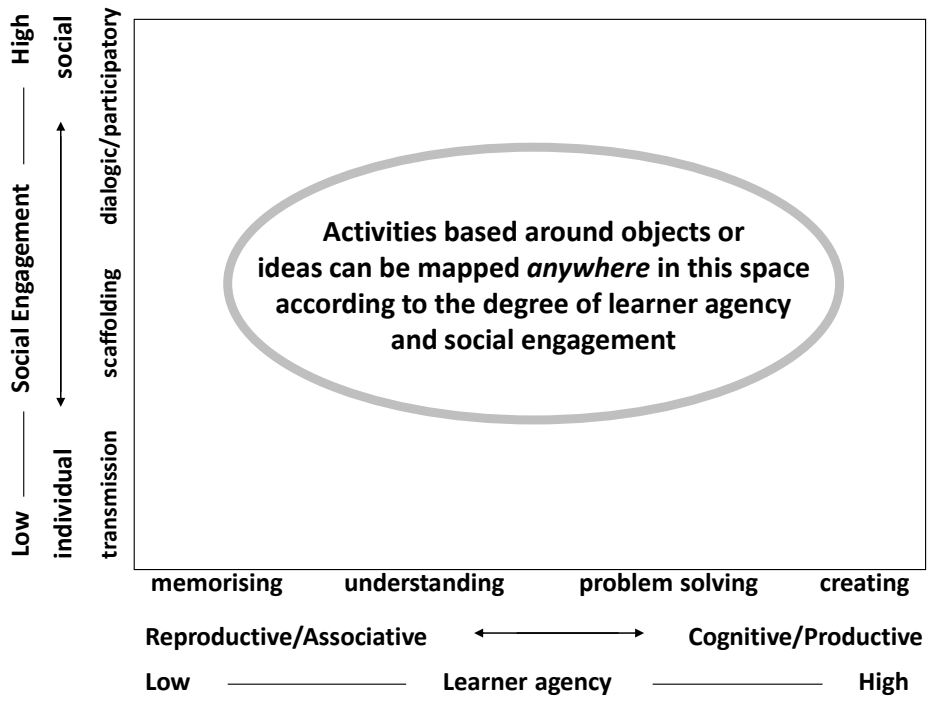 High
social
dialogic/participatory
Social Engagement
scaffolding
Low
individual
transmission
Activities based around objects or
ideas can be mapped anywhere in this space
according to the degree of learner agency
and social engagement
memorising understanding problem solving creating
Reproductive/Associative Cognitive/Productive
Low Learner agency High